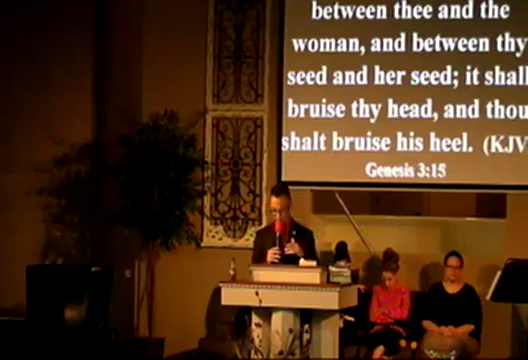 between thee and the
woman, and between thy
seed and her seed; it shall
bruise thy head, and thou
shalt bruise his heel. (KJV
Genesis 3:15